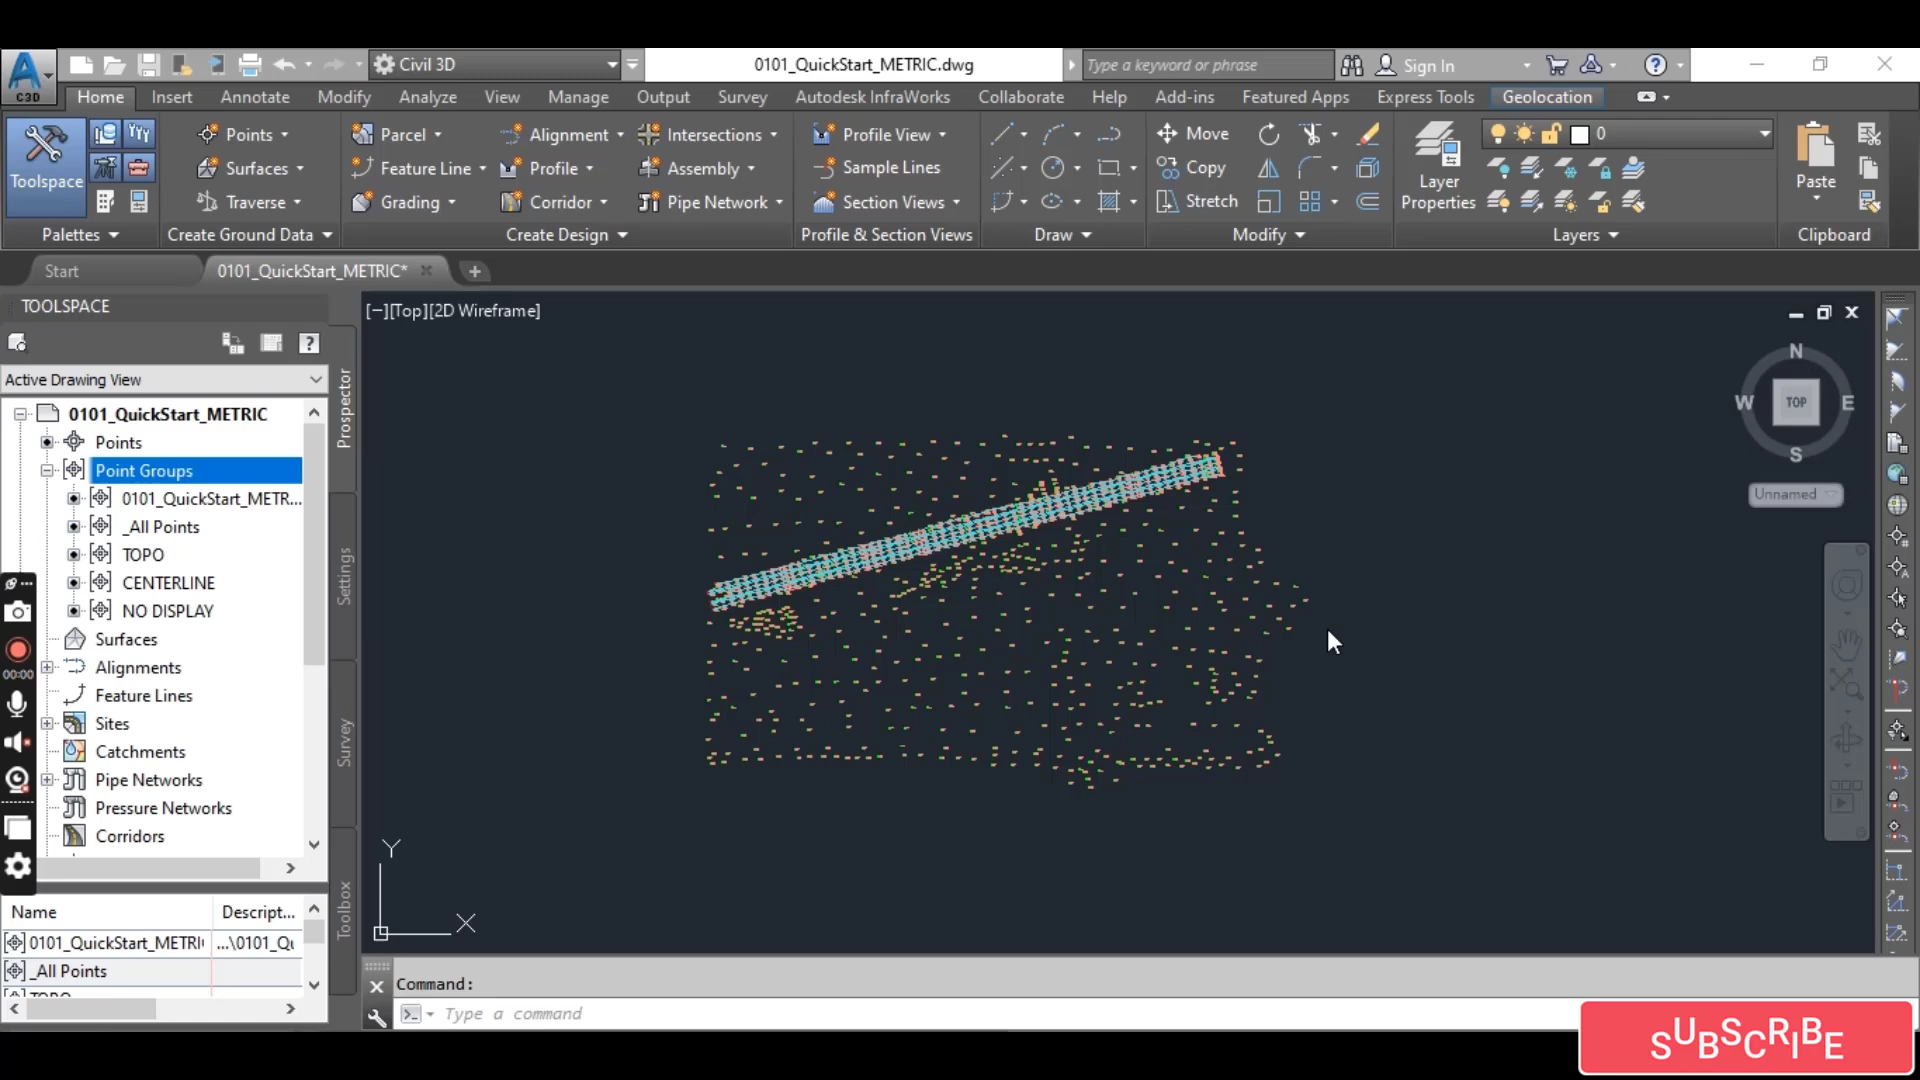 Civil 3D
0101_QuickStart_METRIC.dwg
Type a keyword or phrase
Sign In
C3D
Home Insert Annotate Modify Analyze View Manage Output Survey Autodesk InfraWorks Collaborate Help Add-ins Featured Apps Express Tools Geolocation
Points Parcel Alignment Intersections Profile View Move 0
Toolspace Surfaces Feature Line Profile Assembly Sample Lines Copy Layer Properties Paste
Traverse Grading Corridor Pipe Network Section Views Stretch
Palettes Create Ground Data Create Design Profile & Section Views Draw Modify Layers Clipboard
Start 0101_QuickStart_METRIC*
TOOLSPACE
[−][Top][2D Wireframe]
Active Drawing View
0101_QuickStart_METRIC
Points
Point Groups
0101_QuickStart_METR...
_All Points
TOPO
CENTERLINE
NO DISPLAY
Surfaces
Alignments
Feature Lines
Sites
Catchments
Pipe Networks
Pressure Networks
Corridors
00:00
Prospector
Settings
Survey
Toolbox
Name Descript...
0101_QuickStart_METRI ...\0101_Qu
_All Points
TOPO
N
W TOP E
S
Unnamed
Y
X
Command:
Type a command
SUBSCRIBE